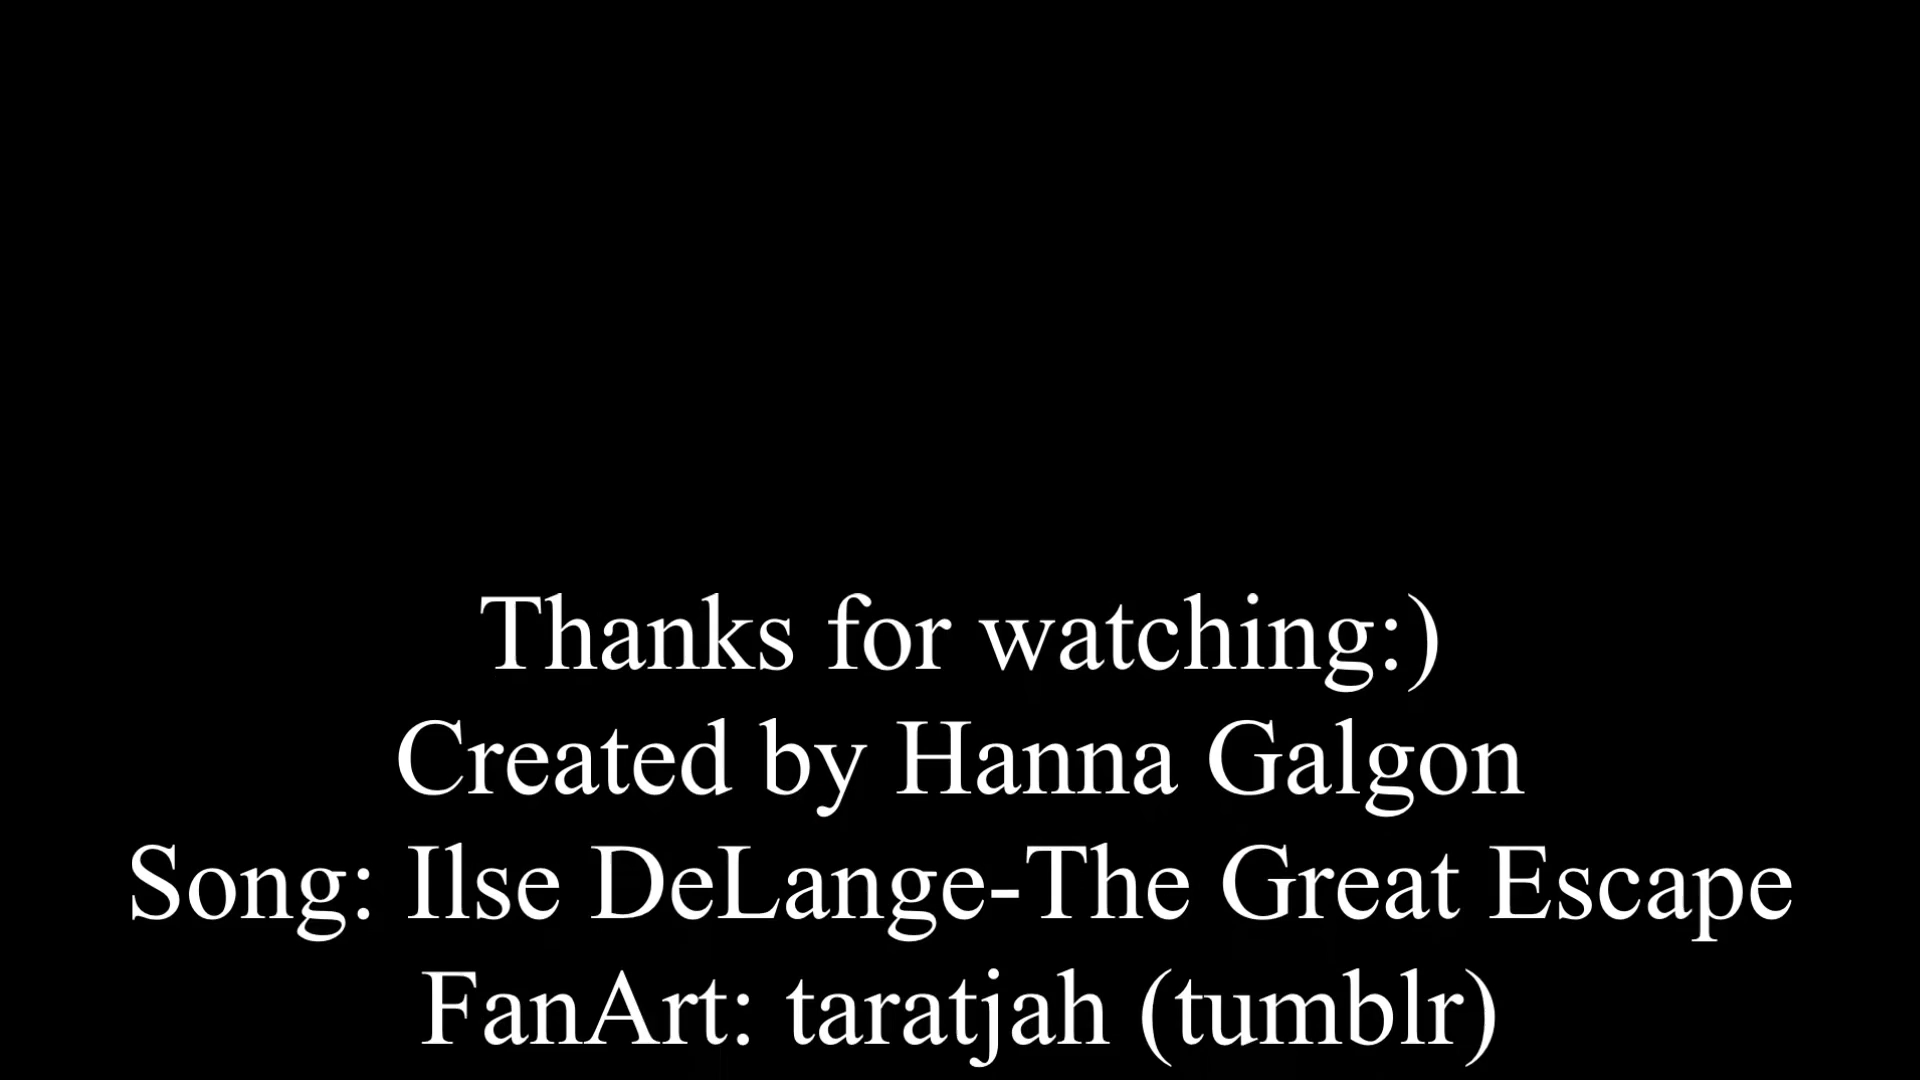 Thanks for watching:)
Created by Hanna Galgon
Song: Ilse DeLange-The Great Escape
FanArt: taratjah (tumblr)